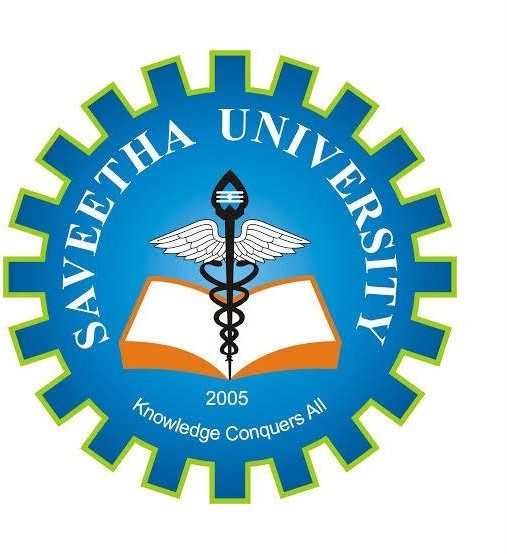 SAVEETHA UNIVERSITY
2005
Knowledge Conquers All